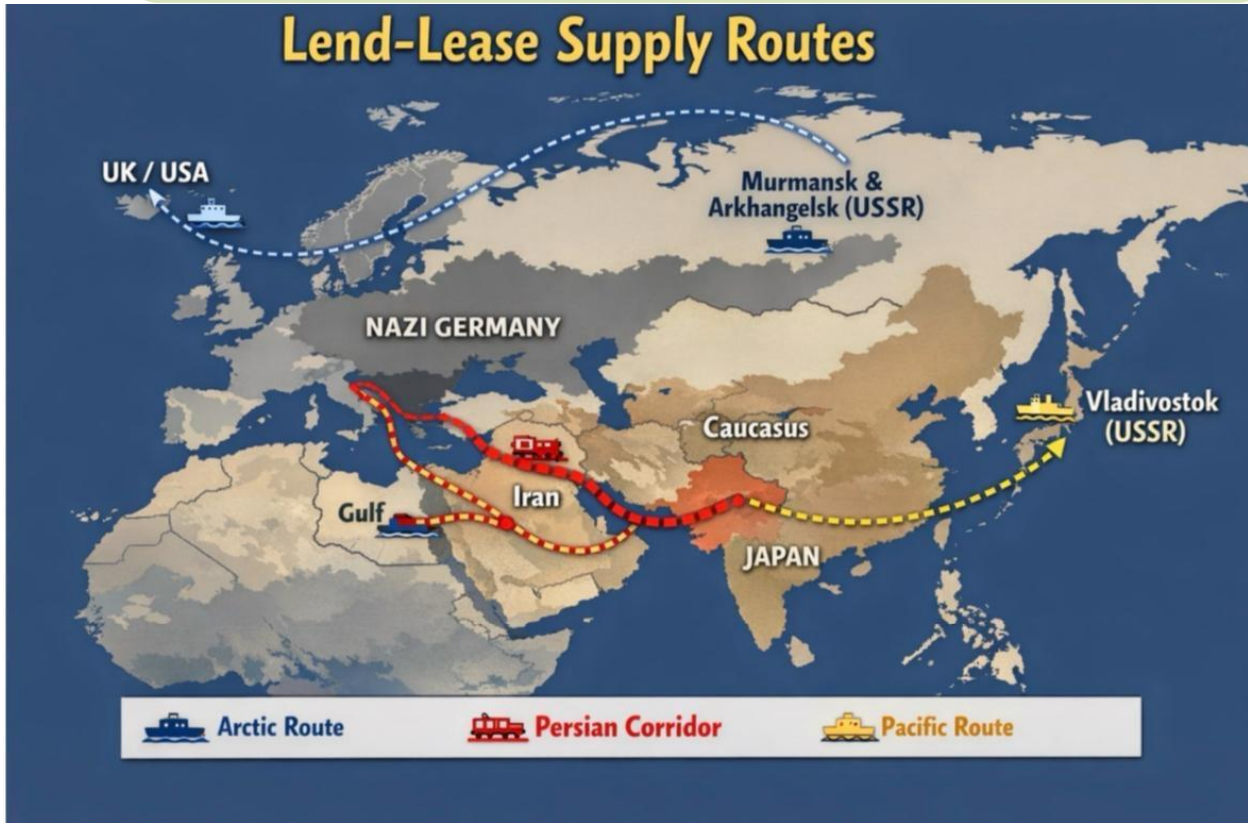 Lend-Lease Supply Routes
UK / USA
Murmansk &
Arkhangelsk (USSR)
NAZI GERMANY
Vladivostok
(USSR)
Caucasus
Iran
Gulf
JAPAN
Arctic Route
Persian Corridor
Pacific Route